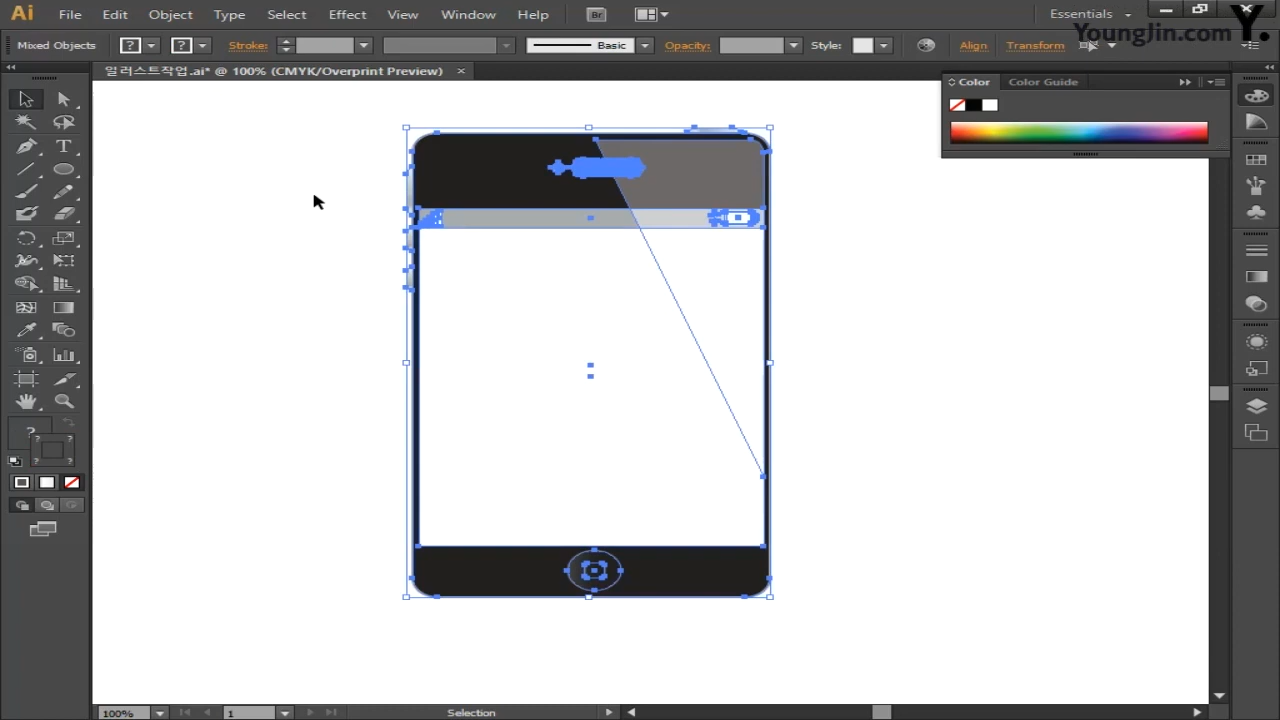 Ai File Edit Object Type Select Effect View Window Help Br Essentials
YoungJin.com Y.
Mixed Objects ? ? Stroke: Basic Opacity: Style: Align Transform
일러스트작업.ai* @ 100% (CMYK/Overprint Preview) ×
Color Color Guide
T
?
? ?
? ?
100% 1 Selection